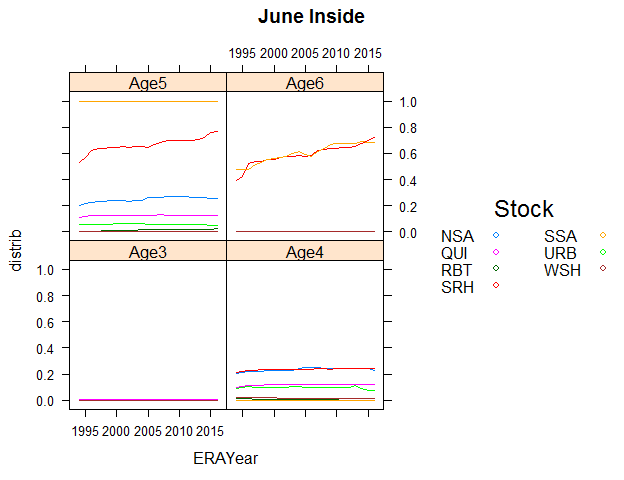 June Inside
1995 2000 2005 2010 2015
Age5 Age6
1.0
0.8
0.6
0.4
0.2
0.0
Age3 Age4
1.0
0.8
0.6
0.4
0.2
0.0
1995 2000 2005 2010 2015
distrib
ERAYear
Stock
NSA SSA
QUI URB
RBT WSH
SRH